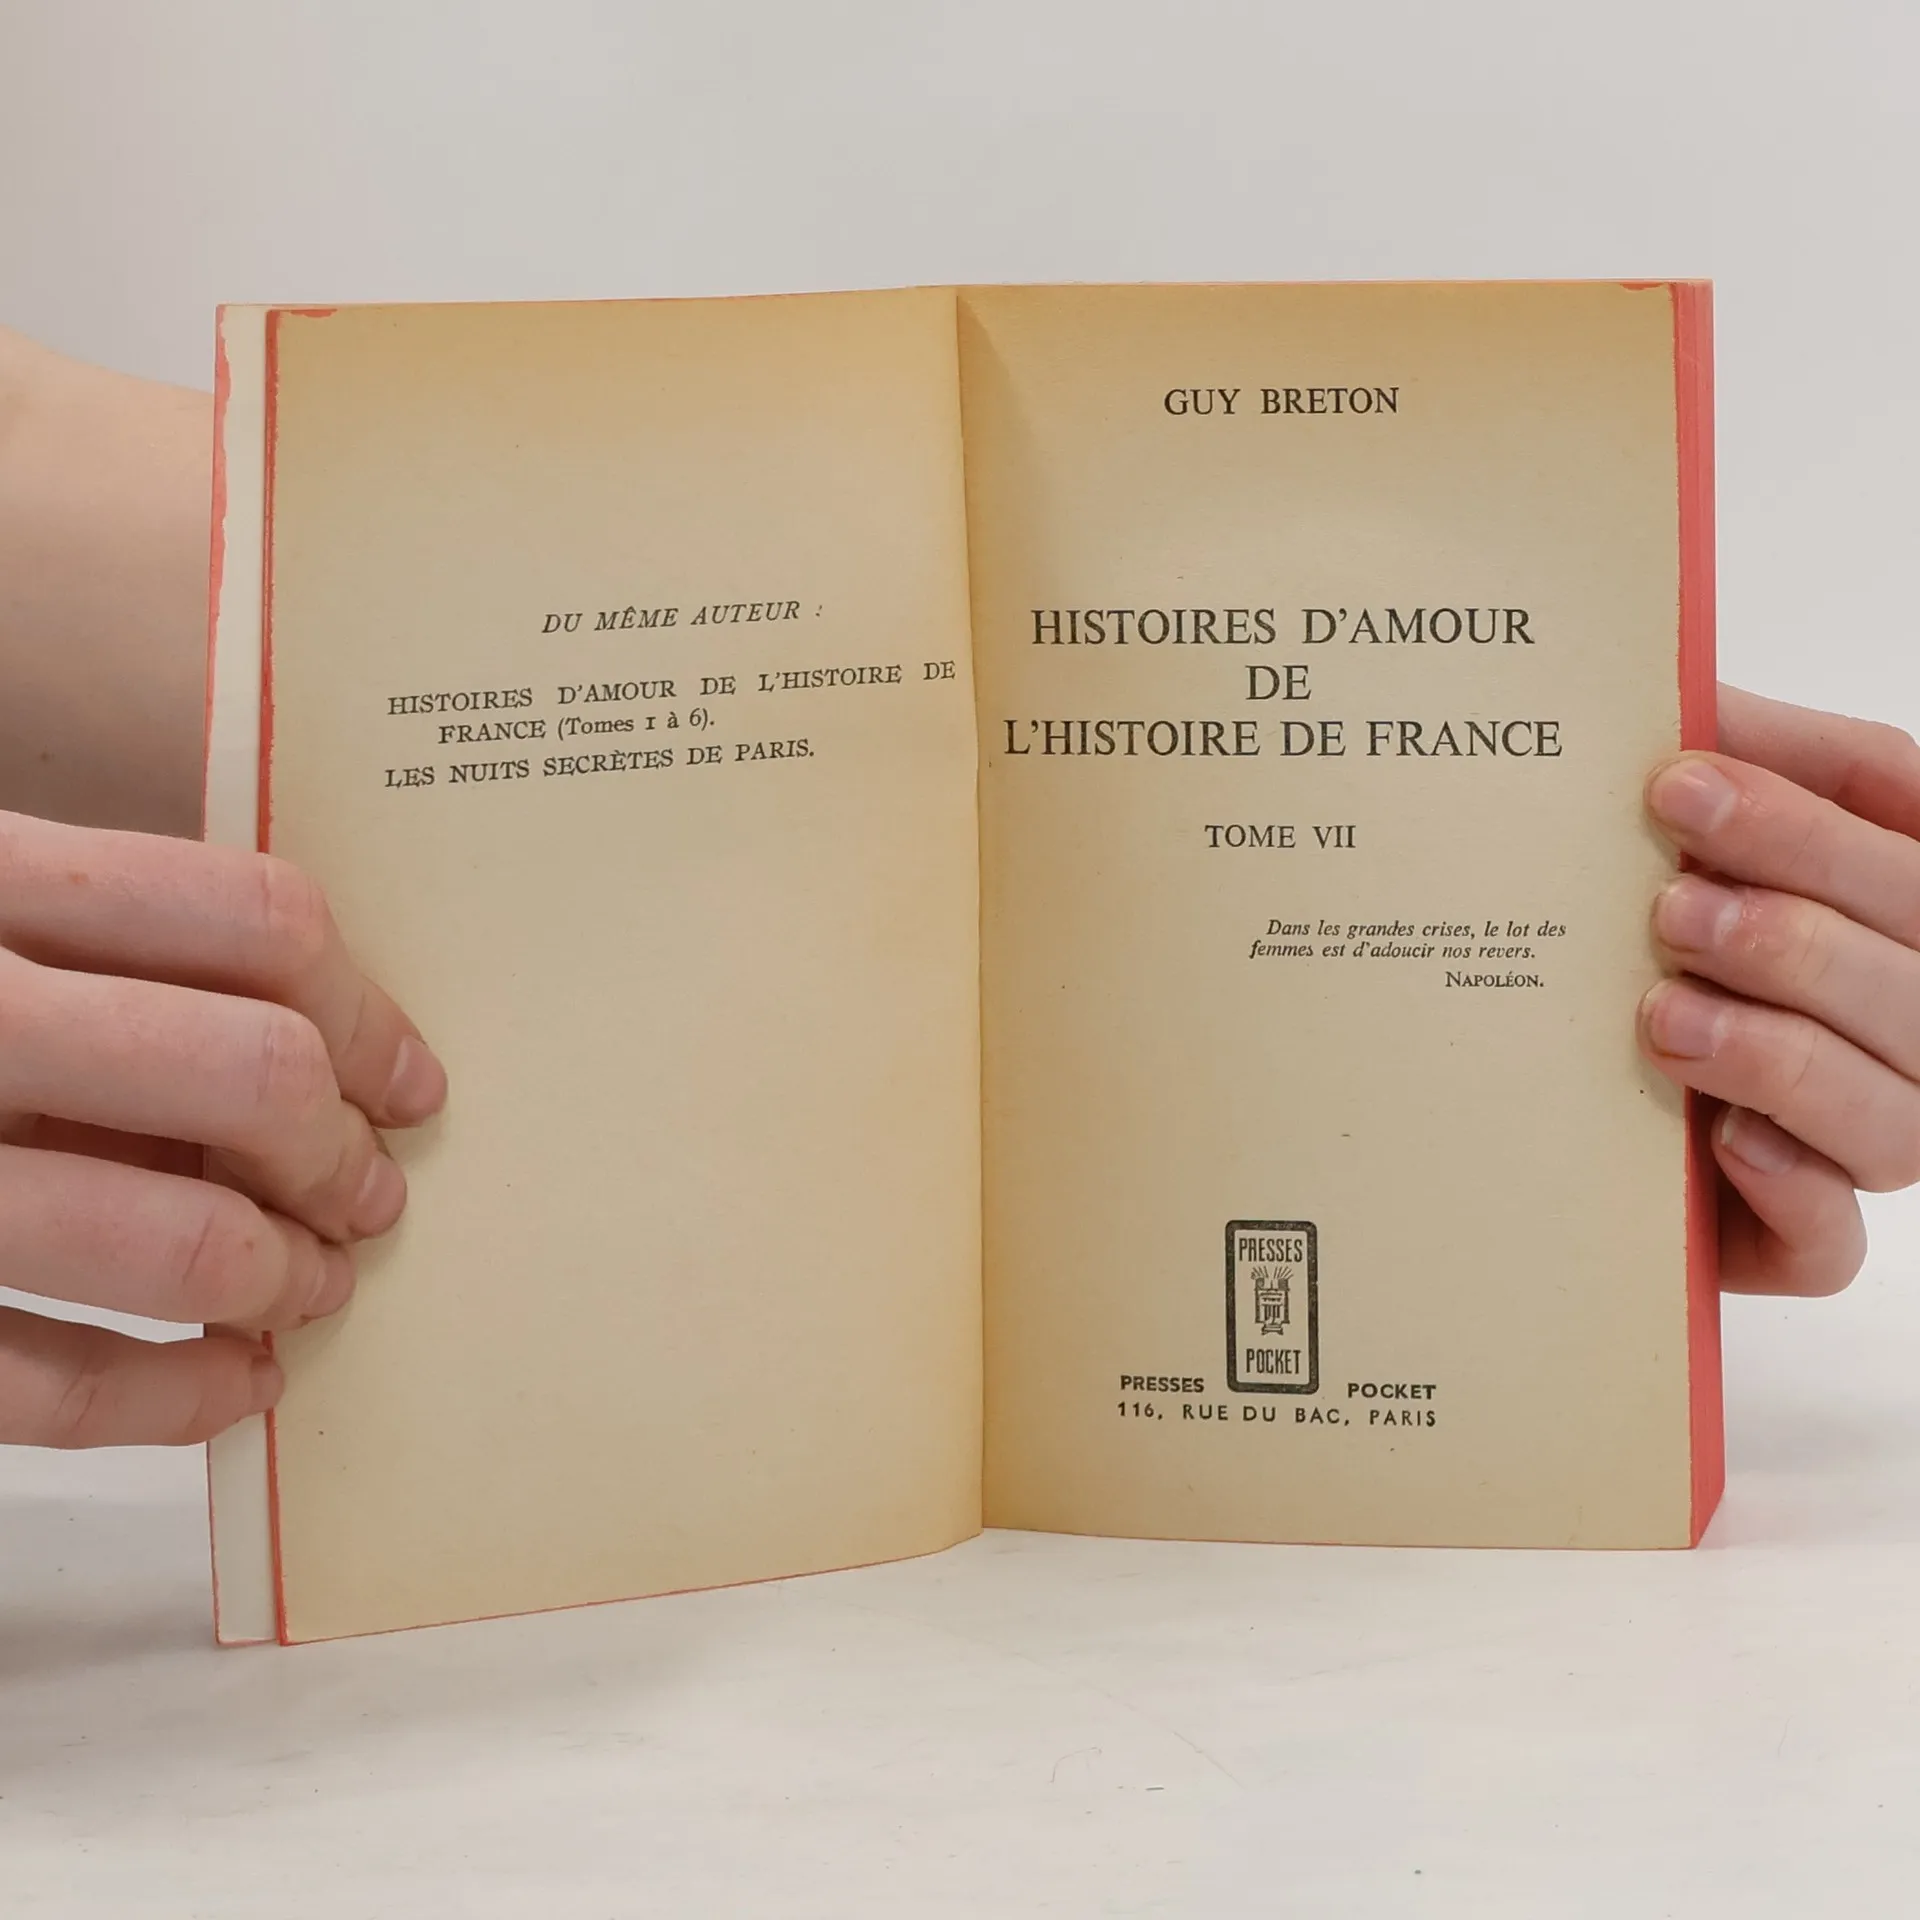 DU MÊME AUTEUR :
HISTOIRES D'AMOUR DE L'HISTOIRE DE
FRANCE (Tomes 1 à 6).
LES NUITS SECRÈTES DE PARIS.
GUY BRETON
HISTOIRES D'AMOUR
DE
L'HISTOIRE DE FRANCE
TOME VII
Dans les grandes crises, le lot des
femmes est d'adoucir nos revers.
NAPOLÉON.
PRESSES
POCKET
PRESSES POCKET
116, RUE DU BAC, PARIS